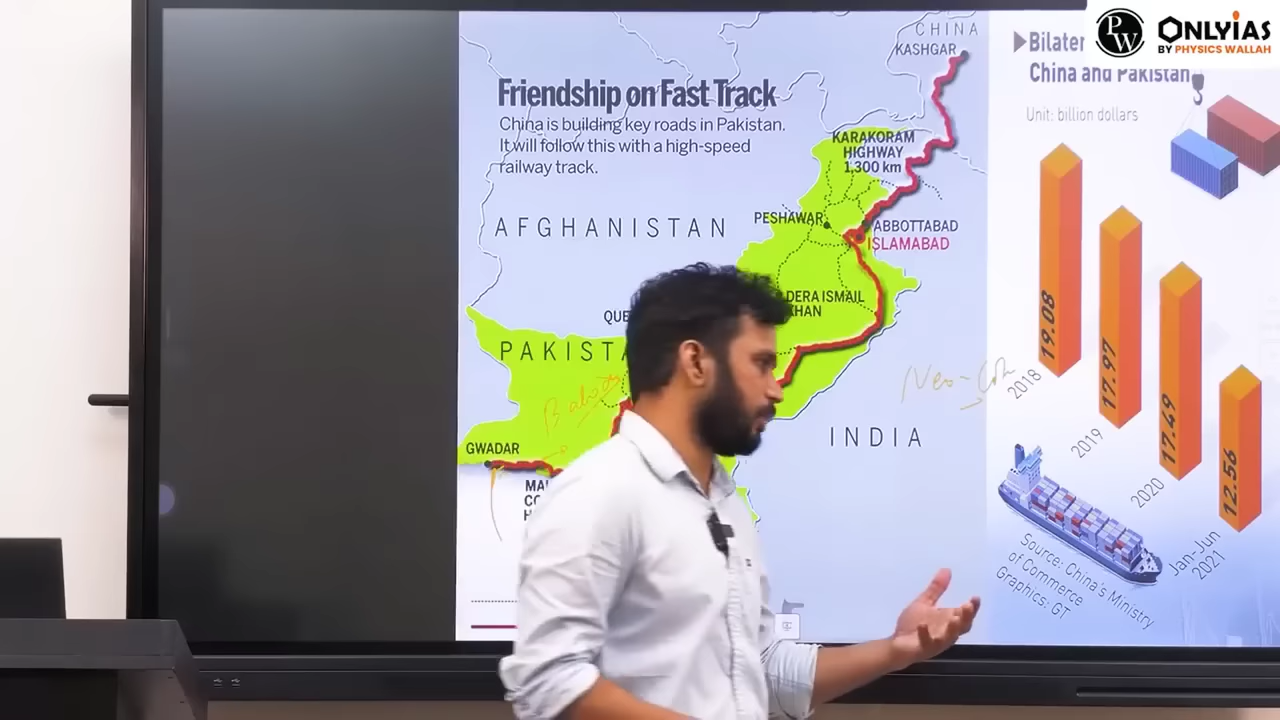 PW
ONLYIAS
BY PHYSICS WALLAH
Friendship on Fast Track
China is building key roads in Pakistan.
It will follow this with a high-speed
railway track.
CHINA
KASHGAR
KARAKORAM
HIGHWAY
1,300 km
AFGHANISTAN
PESHAWAR
ABBOTTABAD
ISLAMABAD
DERA ISMAIL
KHAN
PAKISTA
GWADAR
INDIA
China and Pakistan
Unit: billion dollars
19.08
2018
17.97
2019
17.49
2020
12.56
Jan-Jun
2021
Source: China's Ministry
of Commerce
Graphics: GT